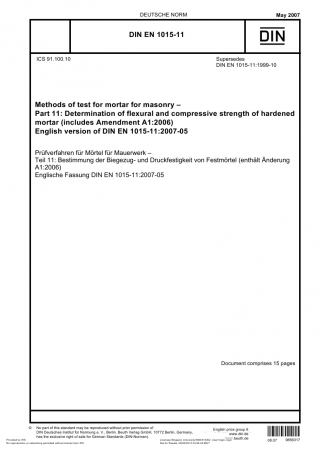 DEUTSCHE NORM
May 2007
DIN EN 1015-11
DIN
ICS 91.100.10
Supersedes
DIN EN 1015-11:1999-10
Methods of test for mortar for masonry –
Part 11: Determination of flexural and compressive strength of hardened
mortar (includes Amendment A1:2006)
English version of DIN EN 1015-11:2007-05
Prüfverfahren für Mörtel für Mauerwerk –
Teil 11: Bestimmung der Biegezug- und Druckfestigkeit von Festmörtel (enthält Änderung
A1:2006)
Englische Fassung DIN EN 1015-11:2007-05
Document comprises 15 pages
© No part of this standard may be reproduced without prior permission of
DIN Deutsches Institut für Normung e. V., Berlin. Beuth Verlag GmbH, 10772 Berlin, Germany,
has the exclusive right of sale for German Standards (DIN-Normen).
English price group 9
www.din.de
beuth.de
08.07